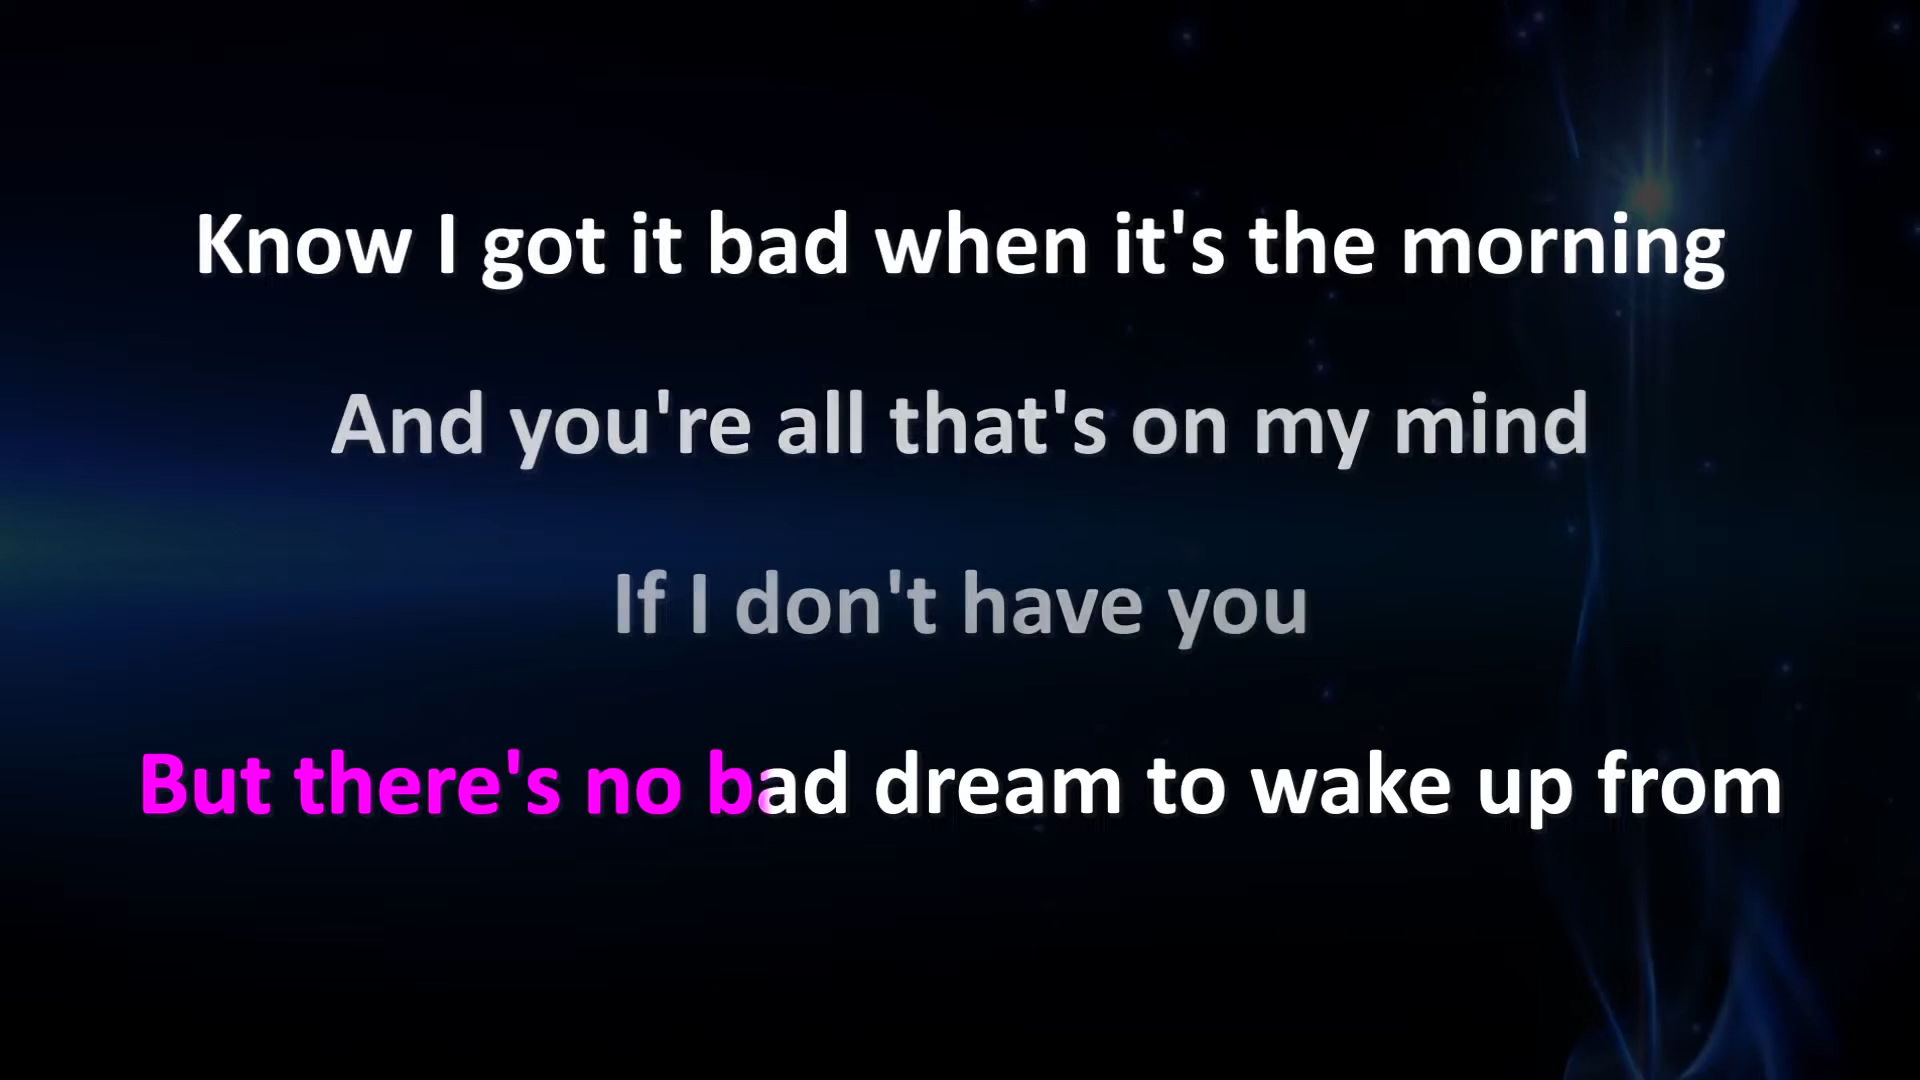 Know I got it bad when it's the morning
And you're all that's on my mind
If I don't have you
But there's no bad dream to wake up from